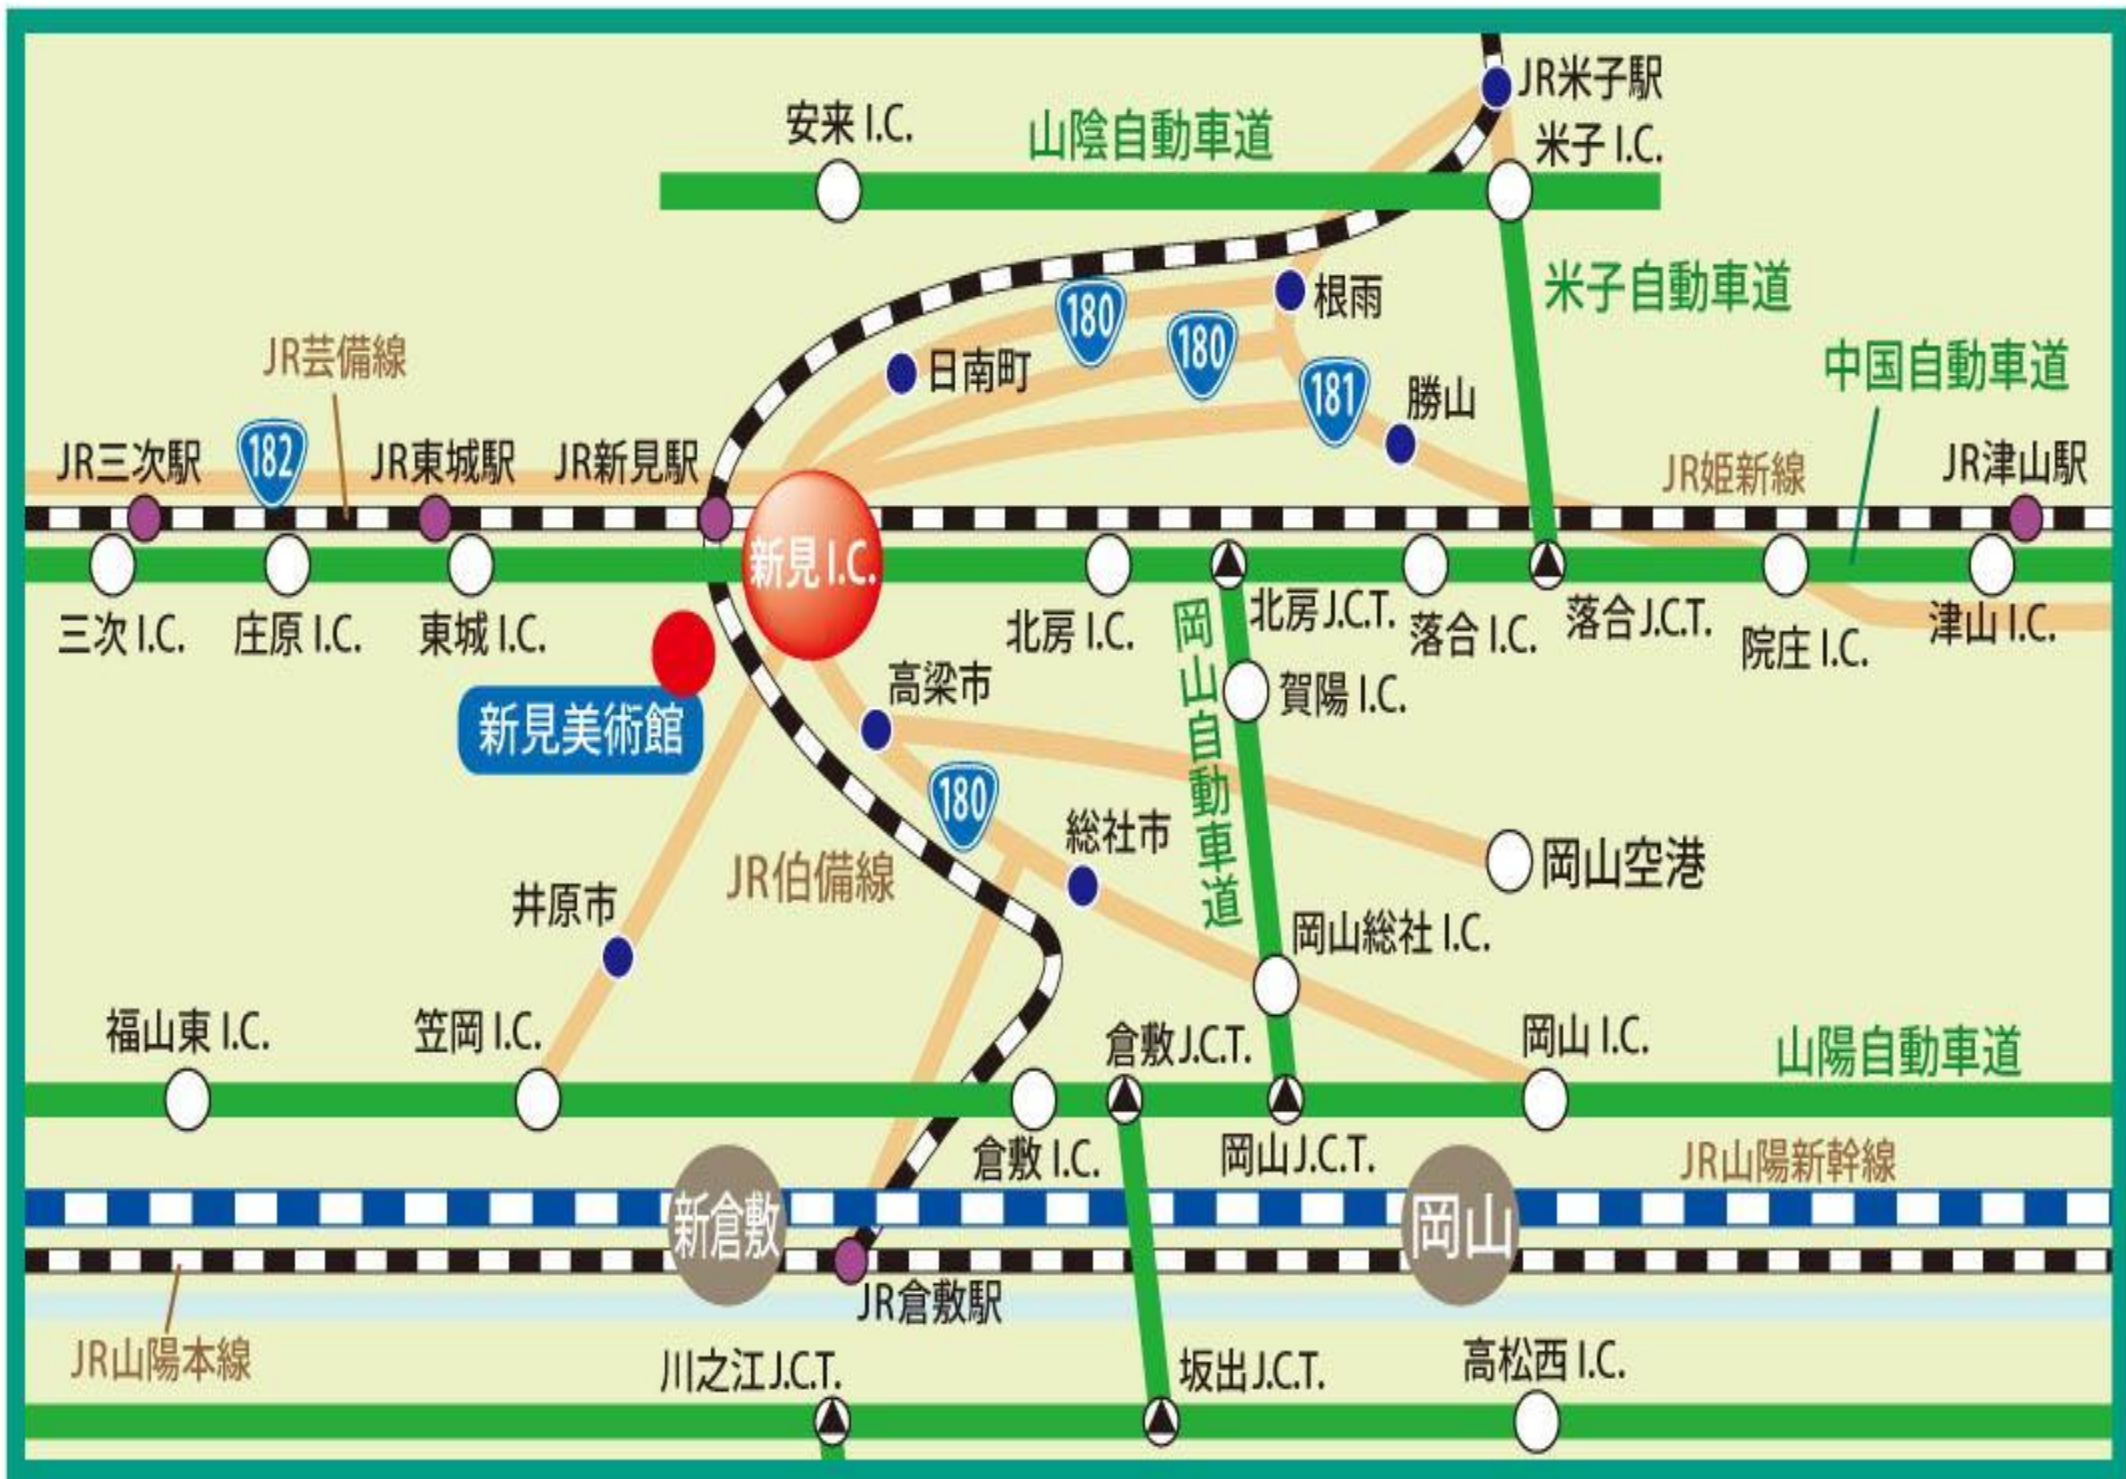 JR米子駅
安来 I.C.
山陰自動車道
米子 I.C.
米子自動車道
根雨
180
180
日南町
181
勝山
中国自動車道
JR芸備線
JR三次駅
182
JR東城駅
JR新見駅
JR姫新線
JR津山駅
新見 I.C.
三次 I.C.
庄原 I.C.
東城 I.C.
北房 I.C.
北房 J.C.T.
落合 I.C.
落合 J.C.T.
院庄 I.C.
津山 I.C.
岡山自動車道
賀陽 I.C.
高梁市
新見美術館
180
総社市
岡山空港
JR伯備線
井原市
岡山総社 I.C.
福山東 I.C.
笠岡 I.C.
倉敷 J.C.T.
岡山 I.C.
山陽自動車道
倉敷 I.C.
岡山 J.C.T.
JR山陽新幹線
新倉敷
岡山
JR倉敷駅
JR山陽本線
川之江 J.C.T.
坂出 J.C.T.
高松西 I.C.